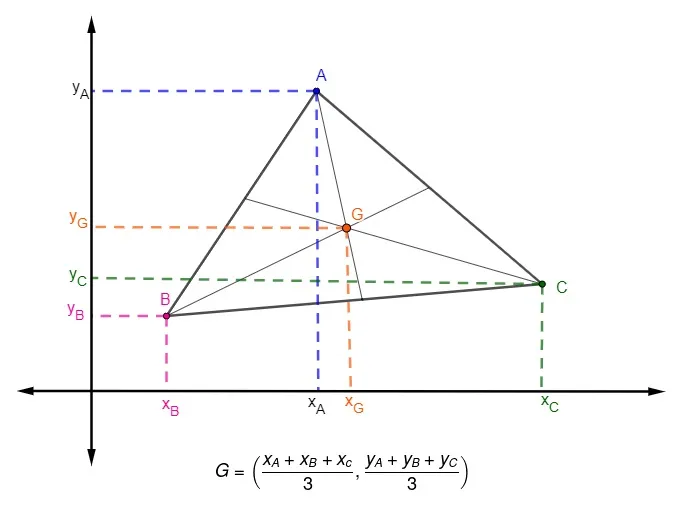 A
y_A
y_G
G
y_C
C
B
y_B
x_B
x_A
x_G
x_C
G = ( (x_A + x_B + x_c)/3 , (y_A + y_B + y_C)/3 )